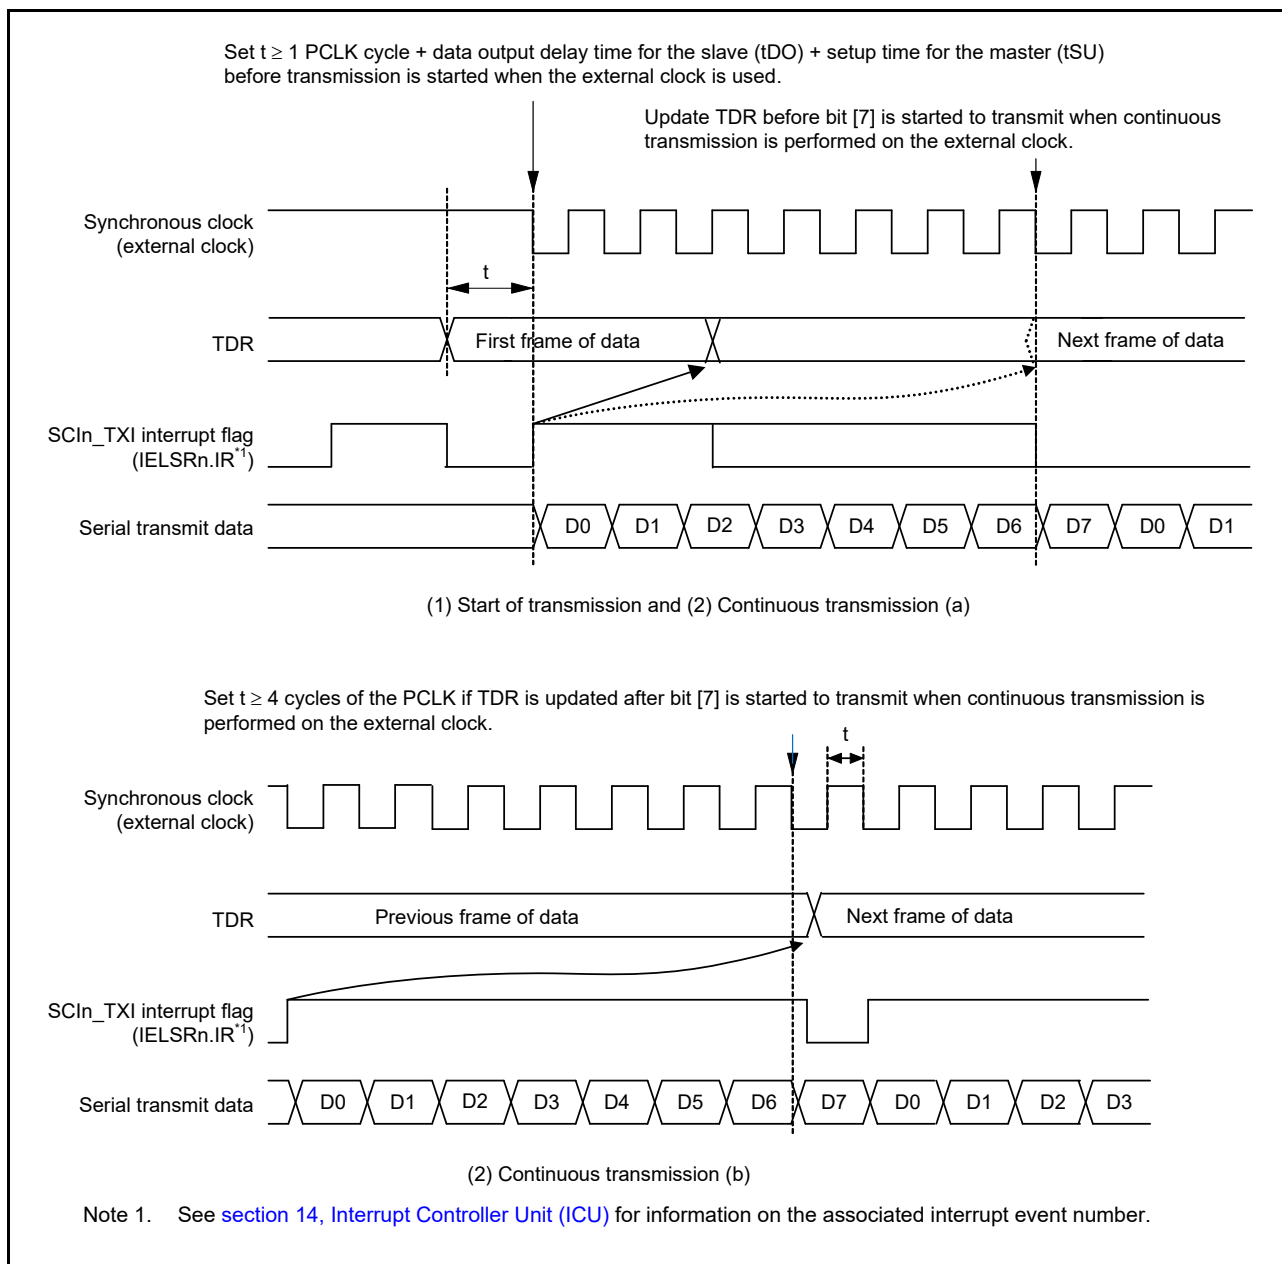 Set t ≥ 1 PCLK cycle + data output delay time for the slave (tDO) + setup time for the master (tSU)
before transmission is started when the external clock is used.
Update TDR before bit [7] is started to transmit when continuous
transmission is performed on the external clock.
Synchronous clock
(external clock)
t
TDR
First frame of data
Next frame of data
SCIn_TXI interrupt flag
(IELSRn.IR*1)
Serial transmit data
D0 D1 D2 D3 D4 D5 D6 D7 D0 D1
(1) Start of transmission and (2) Continuous transmission (a)
Set t ≥ 4 cycles of the PCLK if TDR is updated after bit [7] is started to transmit when continuous transmission is
performed on the external clock.
t
Synchronous clock
(external clock)
TDR
Previous frame of data
Next frame of data
SCIn_TXI interrupt flag
(IELSRn.IR*1)
Serial transmit data
D0 D1 D2 D3 D4 D5 D6 D7 D0 D1 D2 D3
(2) Continuous transmission (b)
Note 1. See section 14, Interrupt Controller Unit (ICU) for information on the associated interrupt event number.